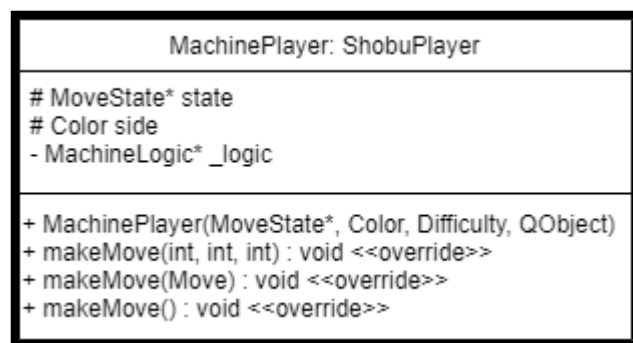 MachinePlayer: ShobuPlayer
# MoveState* state
# Color side
- MachineLogic* _logic
+ MachinePlayer(MoveState*, Color, Difficulty, QObject)
+ makeMove(int, int, int) : void <<override>>
+ makeMove(Move) : void <<override>>
+ makeMove() : void <<override>>